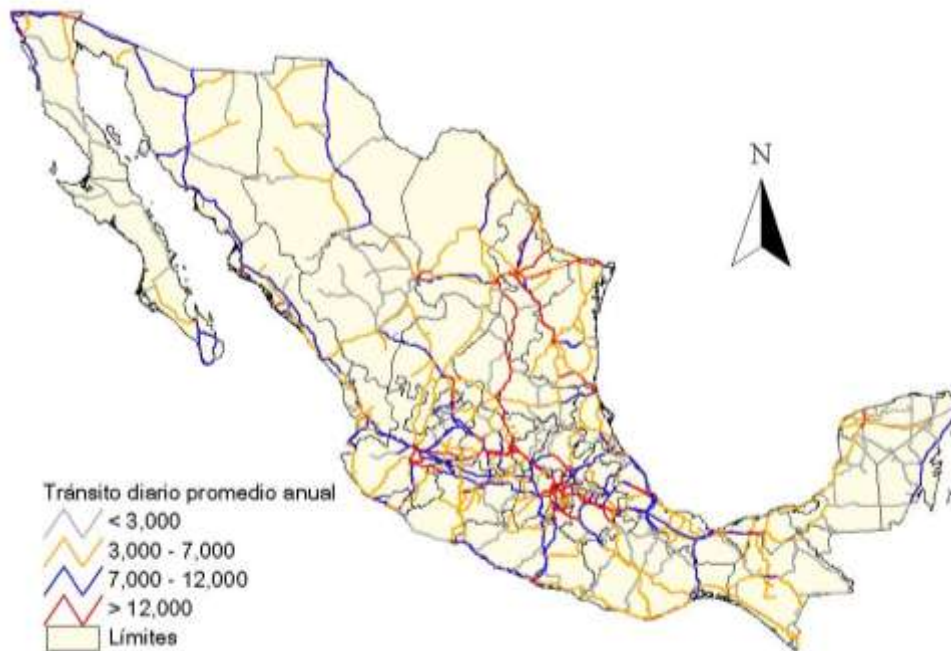 N
Tránsito diario promedio anual
< 3,000
3,000 - 7,000
7,000 - 12,000
> 12,000
Límites